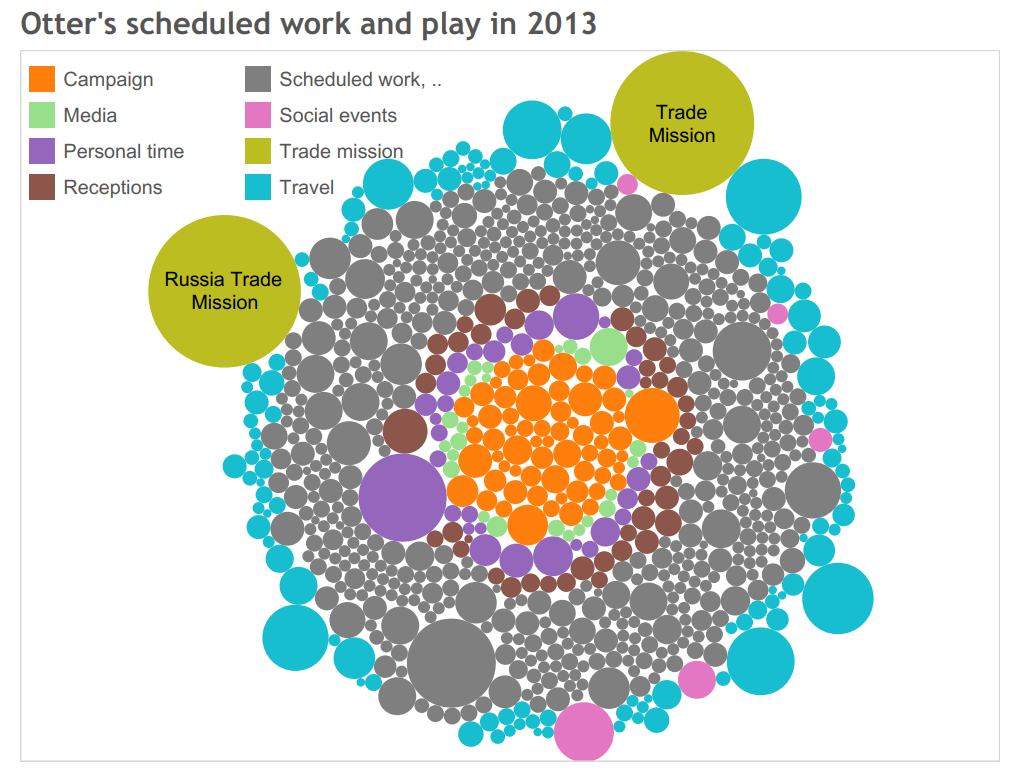 Otter's scheduled work and play in 2013
Campaign
Media
Personal time
Receptions
Scheduled work, ..
Social events
Trade mission
Travel
Trade
Mission
Russia Trade
Mission